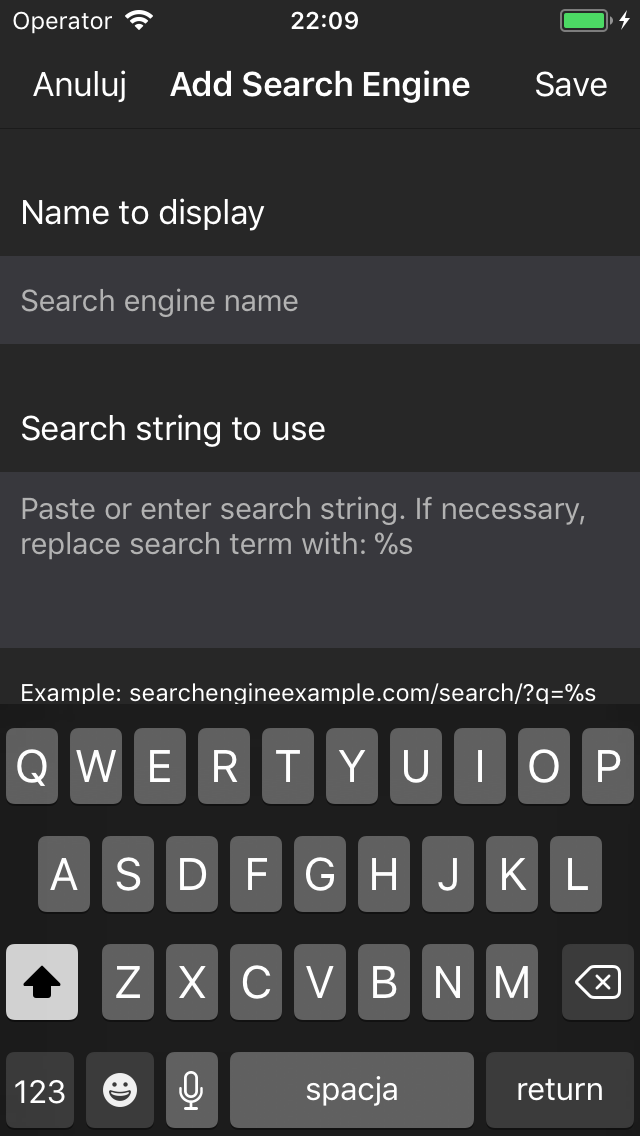 Operator 22:09
Anuluj Add Search Engine Save
Name to display
Search engine name
Search string to use
Paste or enter search string. If necessary,
replace search term with: %s
Example: searchengineexample.com/search/?q=%s
Q W E R T Y U I O P
A S D F G H J K L
Z X C V B N M
123 spacja return